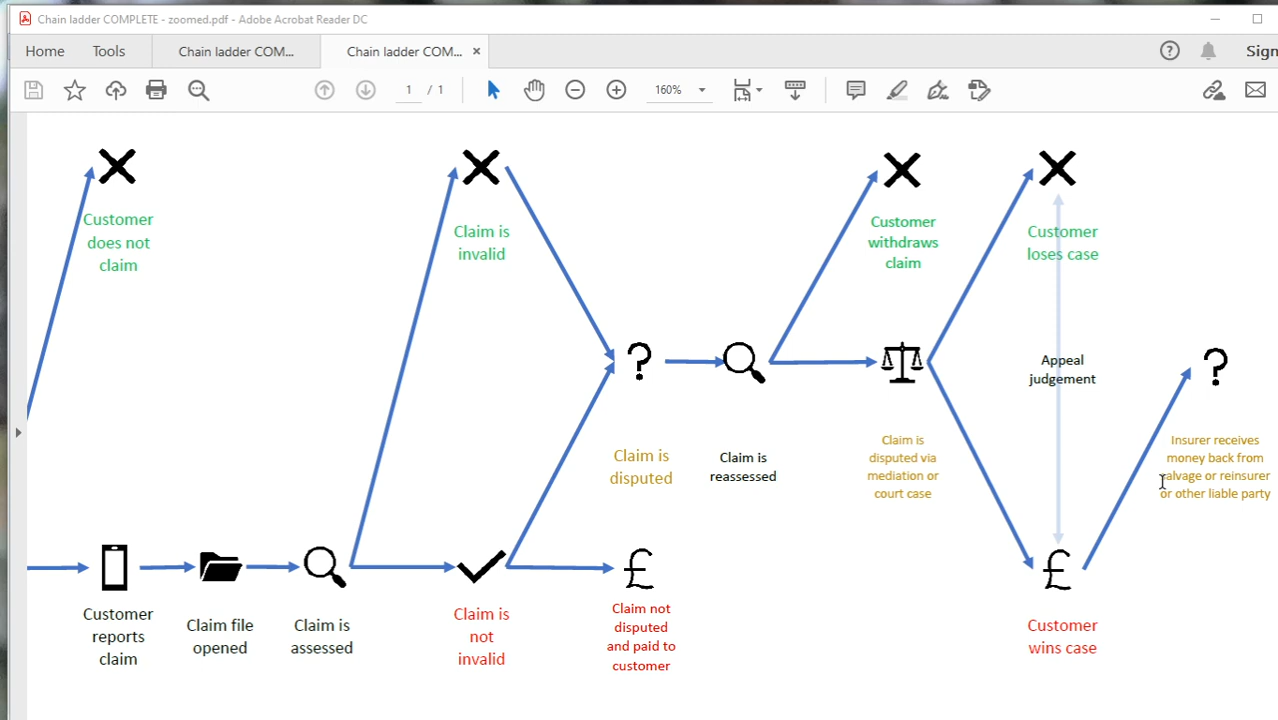 Chain ladder COMPLETE - zoomed.pdf - Adobe Acrobat Reader DC
Home
Tools
Chain ladder COM...
Chain ladder COM... ×
Sign
1 / 1
160%
Customer
does not
claim
Claim is
invalid
Customer
withdraws
claim
Customer
loses case
?
?
Appeal
judgement
Claim is
disputed
Claim is
reassessed
Claim is
disputed via
mediation or
court case
Insurer receives
money back from
salvage or reinsurer
or other liable party
£
£
Customer
reports
claim
Claim file
opened
Claim is
assessed
Claim is
not
invalid
Claim not
disputed
and paid to
customer
Customer
wins case